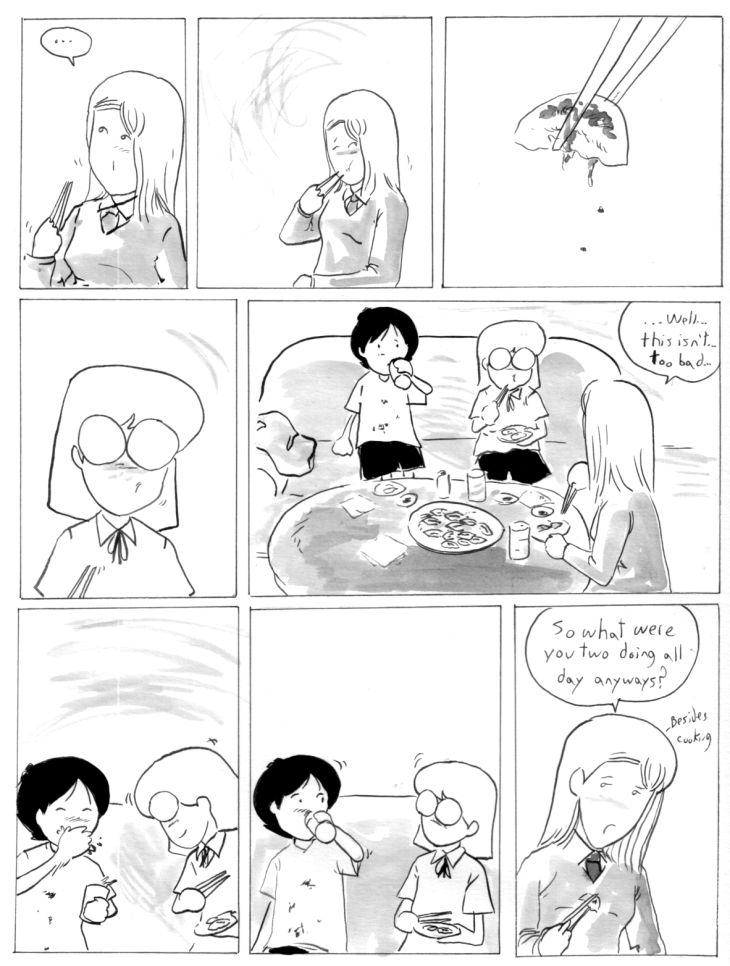 ...
...Well...
this isn't...
too bad...
So what were
you two doing all
day anyways?
Besides
cooking